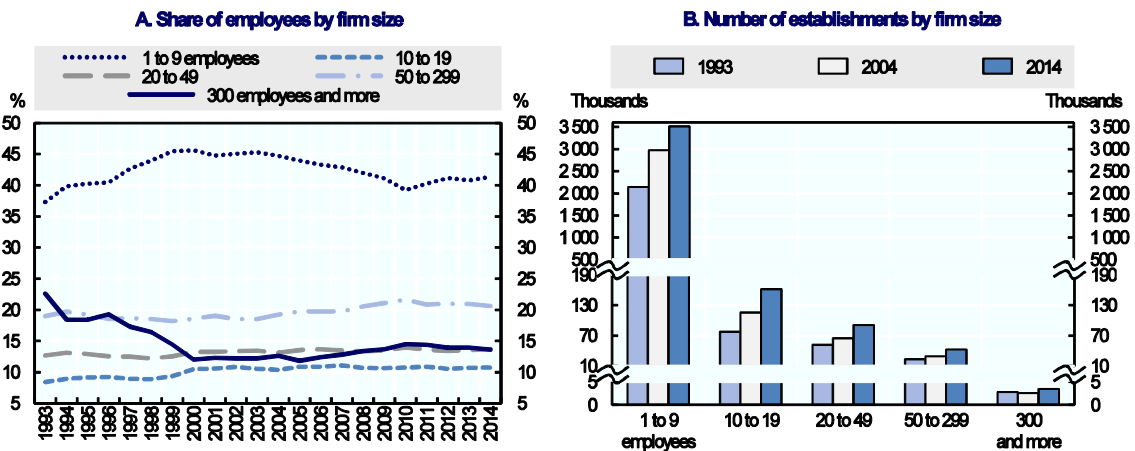 A. Share of employees by firm size
1 to 9 employees 10 to 19
20 to 49 50 to 299
300 employees and more
% %
50 50
45 45
40 40
35 35
30 30
25 25
20 20
15 15
10 10
5 5
1993 1994 1995 1996 1997 1998 1999 2000 2001 2002 2003 2004 2005 2006 2007 2008 2009 2010 2011 2012 2013 2014
B. Number of establishments by firm size
1993 2004 2014
Thousands Thousands
3 500 3 500
3 000 3 000
2 500 2 500
2 000 2 000
1 500 1 500
1 000 1 000
500 500
190 190
130 130
70 70
10 10
5 5
0 0
1 to 9 10 to 19 20 to 49 50 to 299 300
employees and more